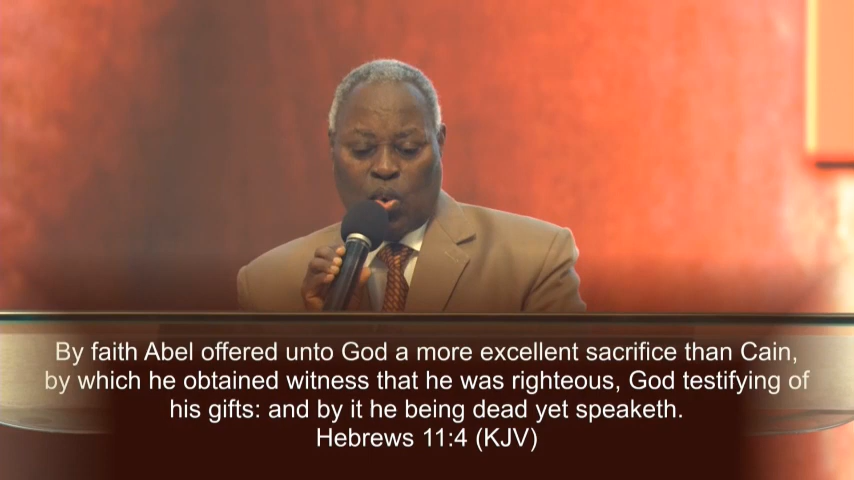 By faith Abel offered unto God a more excellent sacrifice than Cain,
by which he obtained witness that he was righteous, God testifying of
his gifts: and by it he being dead yet speaketh.
Hebrews 11:4 (KJV)